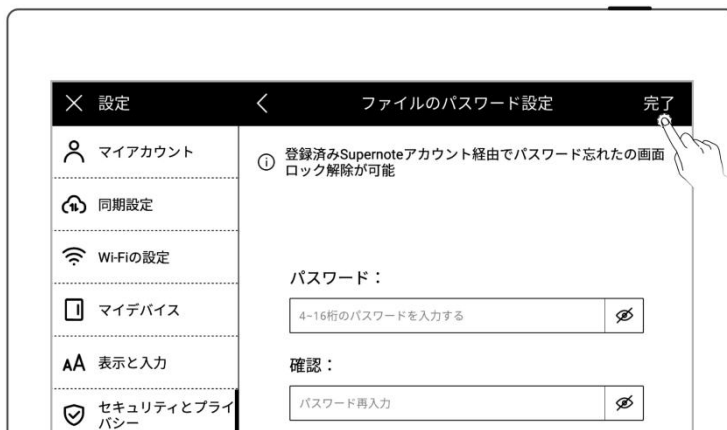 設定
ファイルのパスワード設定
完了
マイアカウント
登録済みSupernoteアカウント経由でパスワード忘れたの画面
ロック解除が可能
同期設定
Wi-Fiの設定
マイデバイス
AA 表示と入力
セキュリティとプライ
バシー
パスワード：
4~16桁のパスワードを入力する
確認：
パスワード再入力